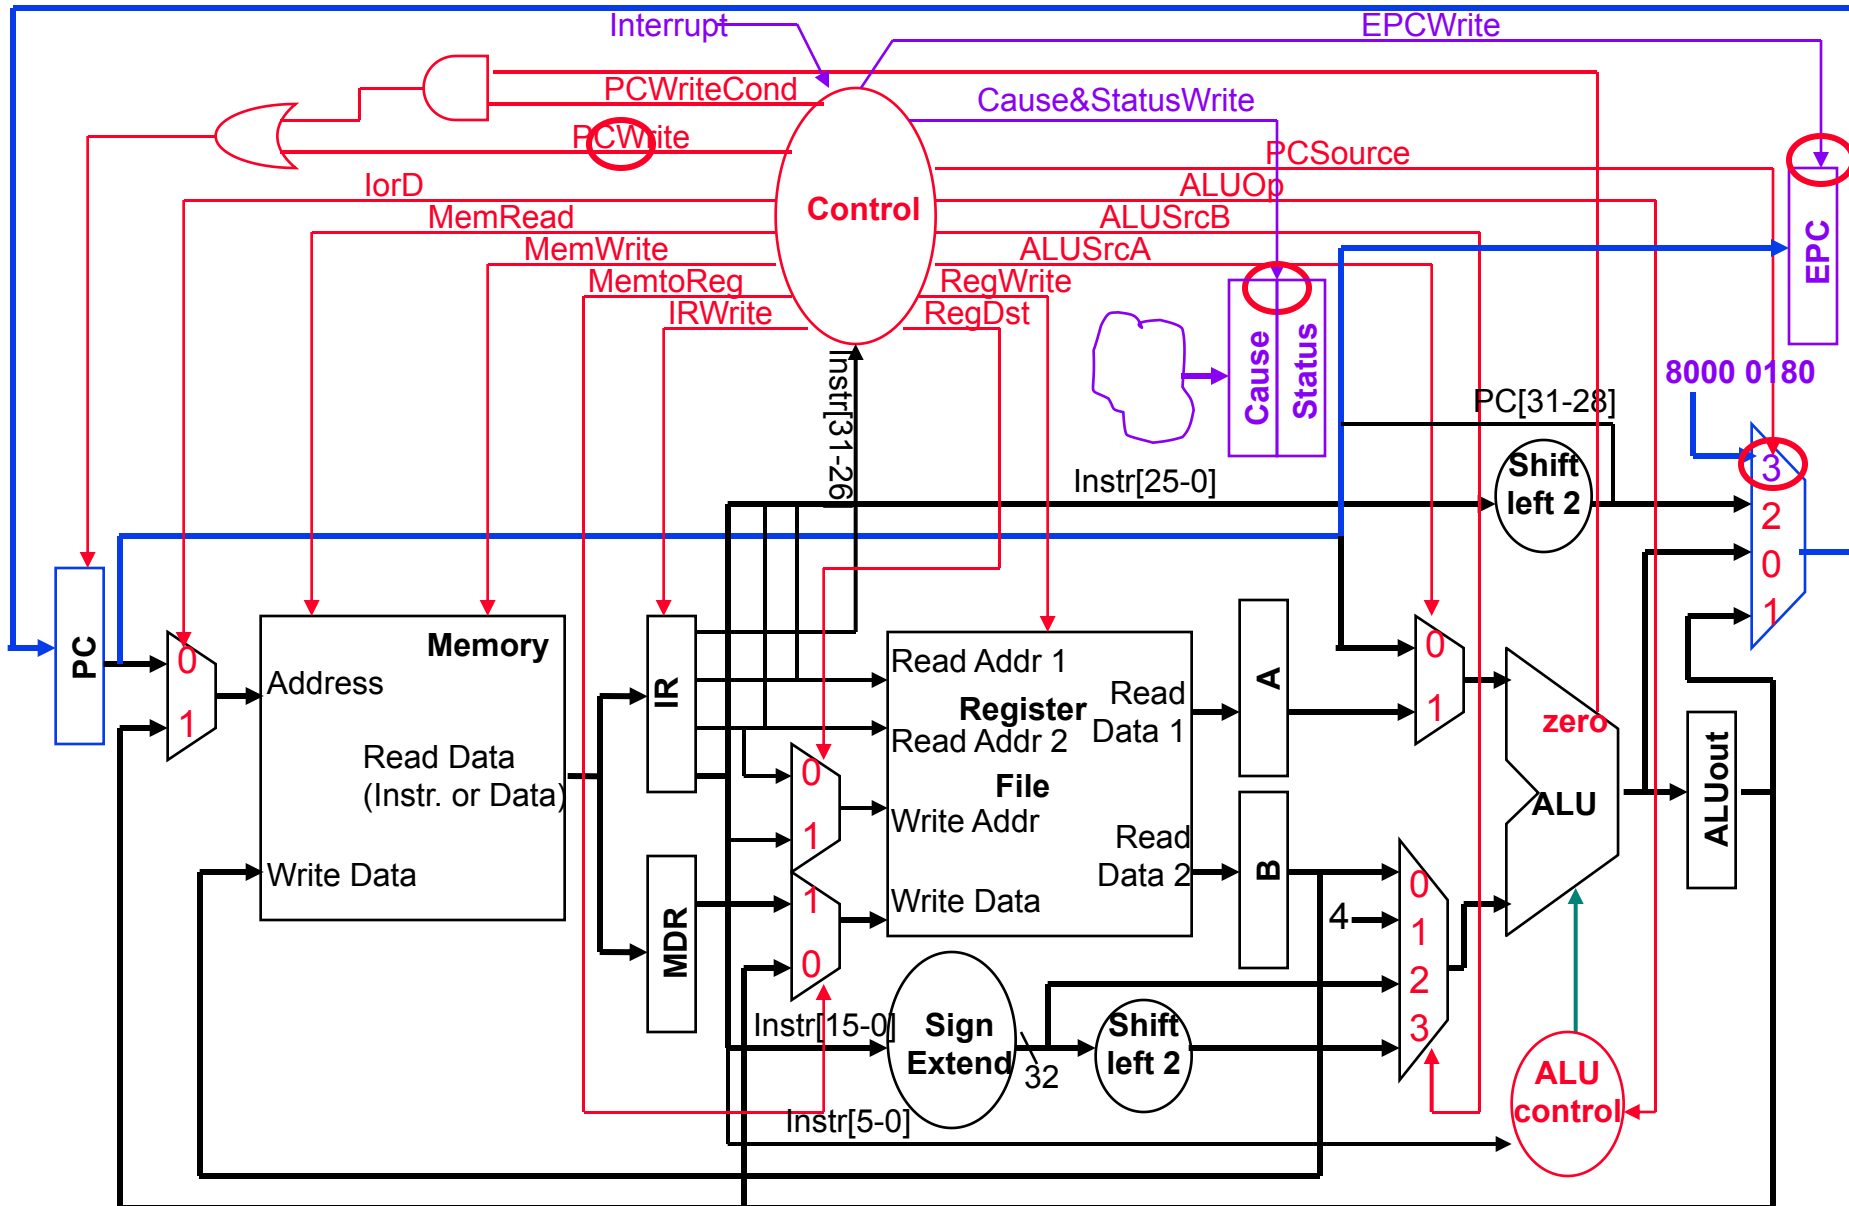 Interrupt
EPCWrite
PCWriteCond
Cause&StatusWrite
PCWrite
PCSource
IorD
ALUOp
Control
MemRead
ALUSrcB
MemWrite
ALUSrcA
MemtoReg
RegWrite
IRWrite
RegDst
EPC
Cause
Status
8000 0180
Instr[31-26]
PC[31-28]
Instr[25-0]
Shift
left 2
3
2
0
1
PC
0
1
Memory
Address
Read Data
(Instr. or Data)
Write Data
IR
MDR
Read Addr 1
Register
Read Addr 2
File
Write Addr
Write Data
Read
Data 1
Read
Data 2
0
1
1
0
A
B
0
1
4
0
1
2
3
zero
ALU
ALUout
Instr[15-0]
Sign
Extend
32
Shift
left 2
ALU
control
Instr[5-0]